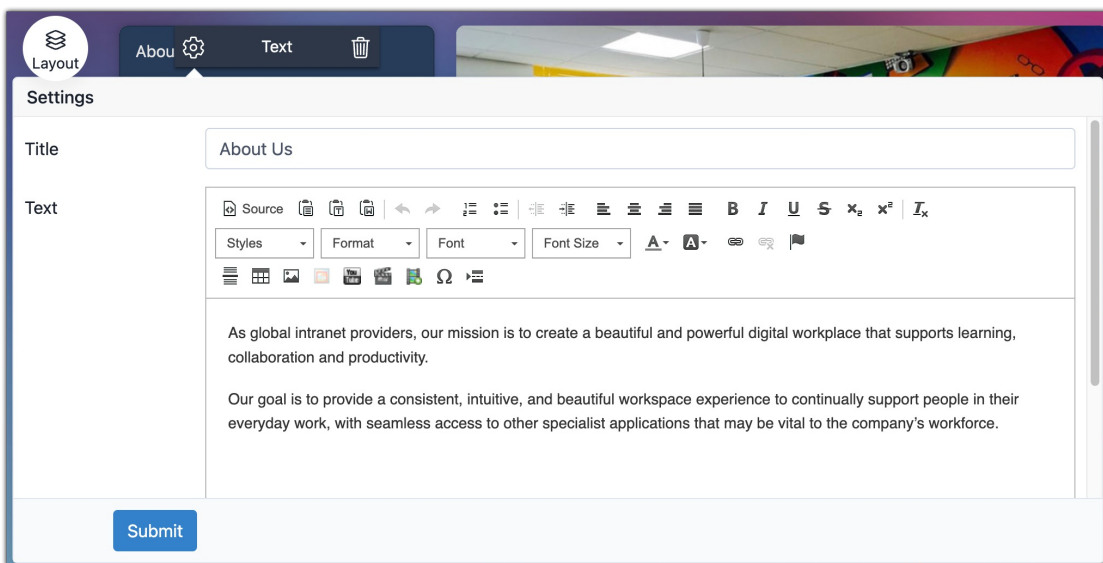 Layout
Abou
Text
Settings
Title
About Us
Text
Source
Styles
Format
Font
Font Size
You
Tube
As global intranet providers, our mission is to create a beautiful and powerful digital workplace that supports learning,
collaboration and productivity.
Our goal is to provide a consistent, intuitive, and beautiful workspace experience to continually support people in their
everyday work, with seamless access to other specialist applications that may be vital to the company’s workforce.
Submit